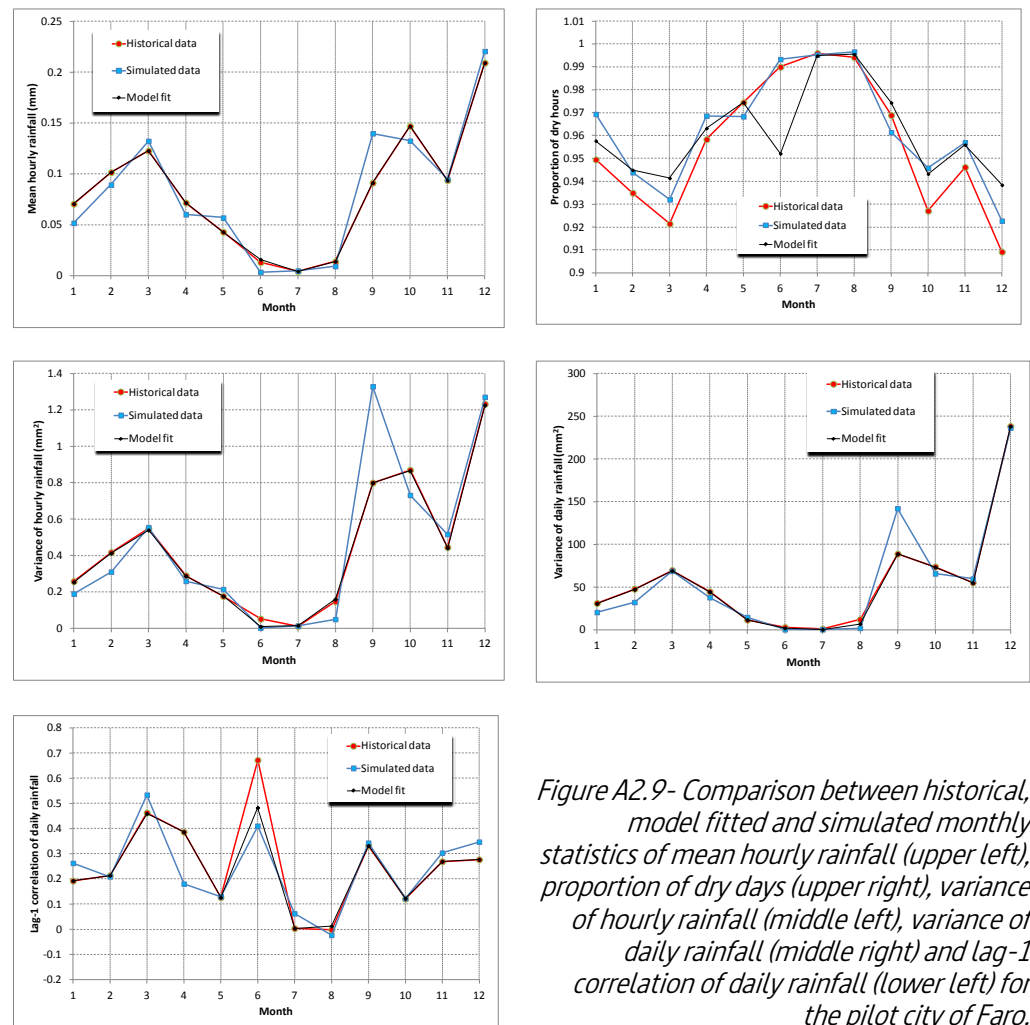 0.25
0.2
0.15
0.1
0.05
0
Mean hourly rainfall (mm)
Historical data
Simulated data
Model fit
1 2 3 4 5 6 7 8 9 10 11 12
Month
1.01
1
0.99
0.98
0.97
0.96
0.95
0.94
0.93
0.92
0.91
0.9
Proportion of dry hours
Historical data
Simulated data
Model fit
1 2 3 4 5 6 7 8 9 10 11 12
Month
1.4
1.2
1
0.8
0.6
0.4
0.2
0
Variance of hourly rainfall (mm²)
Historical data
Simulated data
Model fit
1 2 3 4 5 6 7 8 9 10 11 12
Month
300
250
200
150
100
50
0
Variance of daily rainfall(mm²)
Historical data
Simulated data
Model fit
1 2 3 4 5 6 7 8 9 10 11 12
Month
0.8
0.7
0.6
0.5
0.4
0.3
0.2
0.1
0
-0.1
-0.2
Lag-1 correlation of daily rainfall
Historical data
Simulated data
Model fit
1 2 3 4 5 6 7 8 9 10 11 12
Month
Figure A2.9- Comparison between historical,
model fitted and simulated monthly
statistics of mean hourly rainfall (upper left),
proportion of dry days (upper right), variance
of hourly rainfall (middle left), variance of
daily rainfall (middle right) and lag-1
correlation of daily rainfall (lower left) for
the pilot city of Faro.